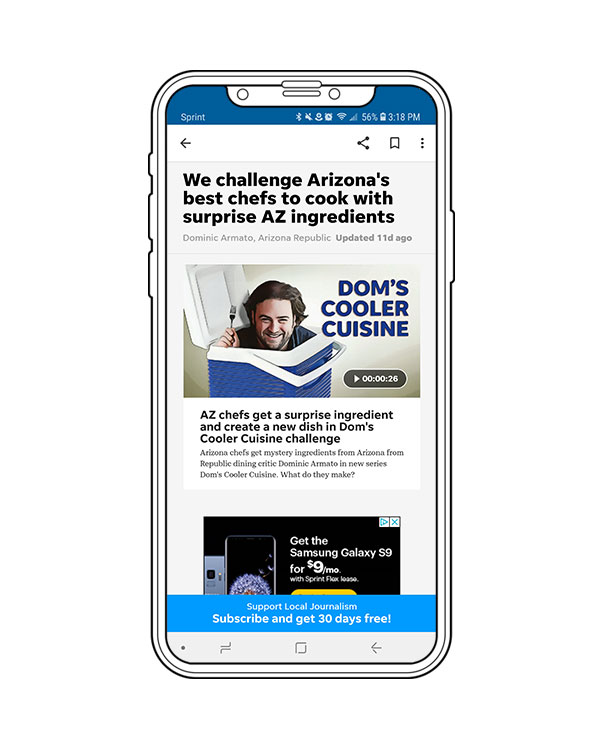 Sprint 56% 3:18 PM
We challenge Arizona's
best chefs to cook with
surprise AZ ingredients
Dominic Armato, Arizona Republic Updated 11d ago
DOM'S
COOLER
CUISINE
00:00:26
AZ chefs get a surprise ingredient
and create a new dish in Dom's
Cooler Cuisine challenge
Arizona chefs get mystery ingredients from Arizona from
Republic dining critic Dominic Armato in new series
Dom's Cooler Cuisine. What do they make?
Get the
Samsung Galaxy S9
for $9/mo.
with Sprint Flex lease.
Support Local Journalism
Subscribe and get 30 days free!